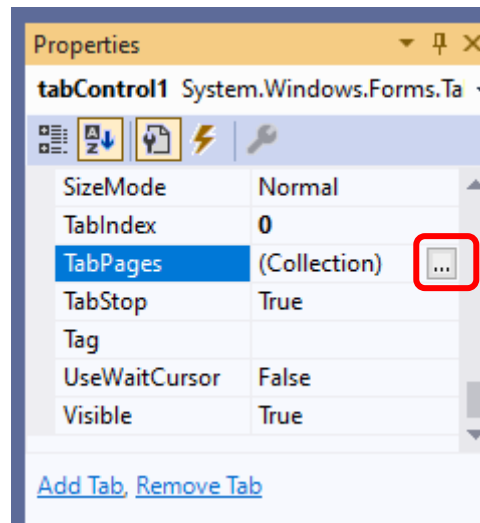 Properties
tabControl1 System.Windows.Forms.Ta
SizeMode Normal
TabIndex 0
TabPages (Collection) ...
TabStop True
Tag
UseWaitCursor False
Visible True
Add Tab, Remove Tab